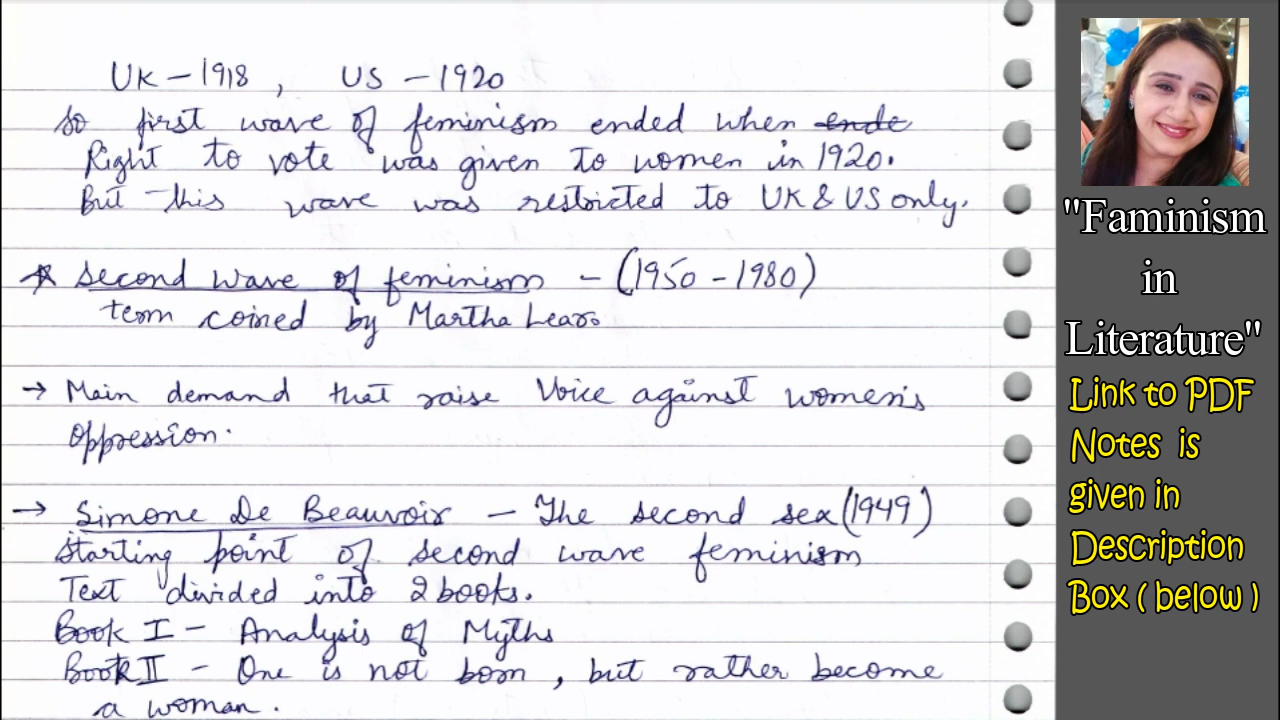 UK – 1918 , US – 1920
So first wave of feminism ended when ende
Right to vote was given to women in 1920.
But this wave was restricted to UK & US only.
* Second Wave of feminism – (1950 – 1980)
term coined by Martha Lear.
→ Main demand that raise Voice against women's
oppression.
→ Simone De Beauvoir – The second sex (1949)
Starting point of second wave feminism
Text divided into 2 books.
Book I – Analysis of Myths
Book II – One is not born , but rather become
a woman.
"Faminism
in
Literature"
Link to PDF
Notes is
given in
Description
Box ( below )